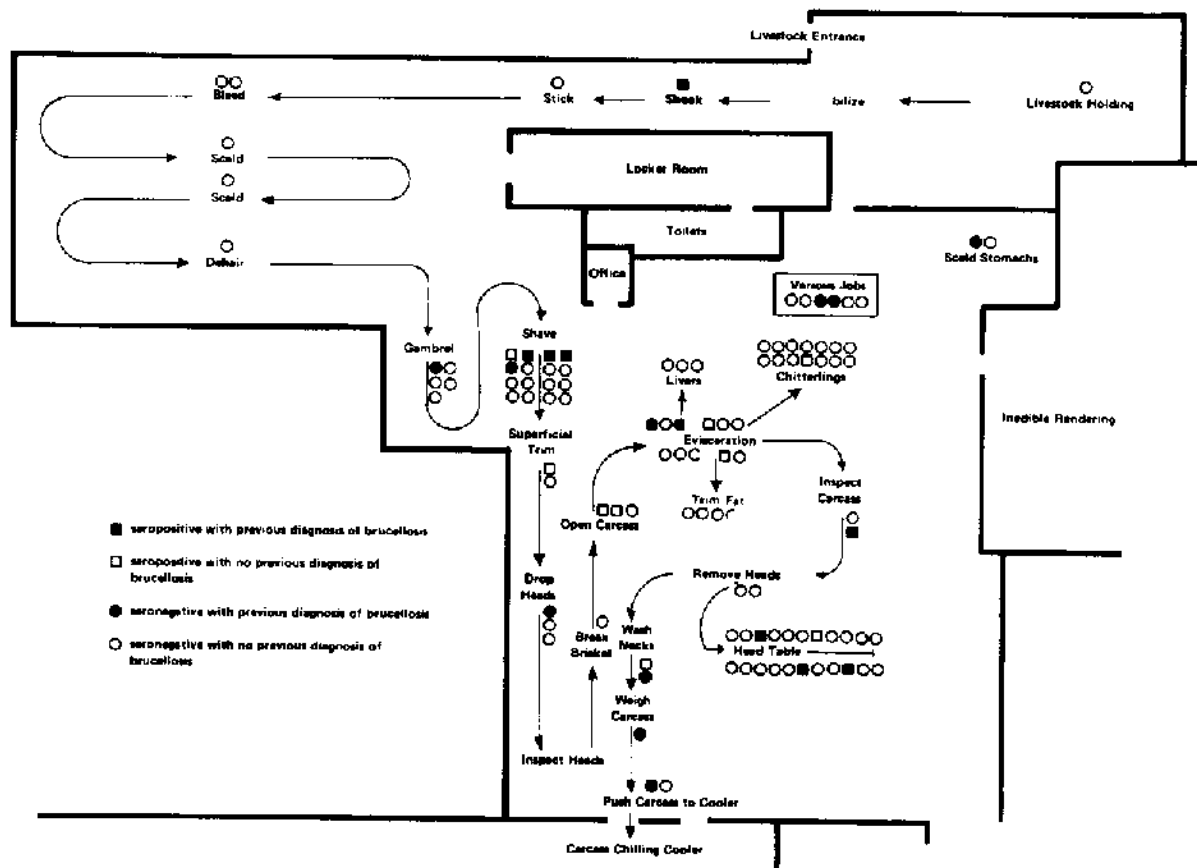 Livestock Entrance
Bleed
Stick
Shock
bilize
Livestock Holding
Scald
Locker Room
Scald
Toilets
Scald Stomachs
Dehair
Office
Various Jobs
Shave
Gambrel
Livers
Chitterlings
Inedible Rendering
Superficial
Trim
Evisceration
Inspect
Carcass
Trim Fat
Open Carcass
seropositive with previous diagnosis of brucellosis
seropositive with no previous diagnosis of
brucellosis
seronegative with previous diagnosis of brucellosis
seronegative with no previous diagnosis of
brucellosis
Drop
Heads
Remove Heads
Break
Brisket
Wash
Necks
Head Table
Weigh
Carcass
Inspect Heads
Push Carcass to Cooler
Carcass Chilling Cooler